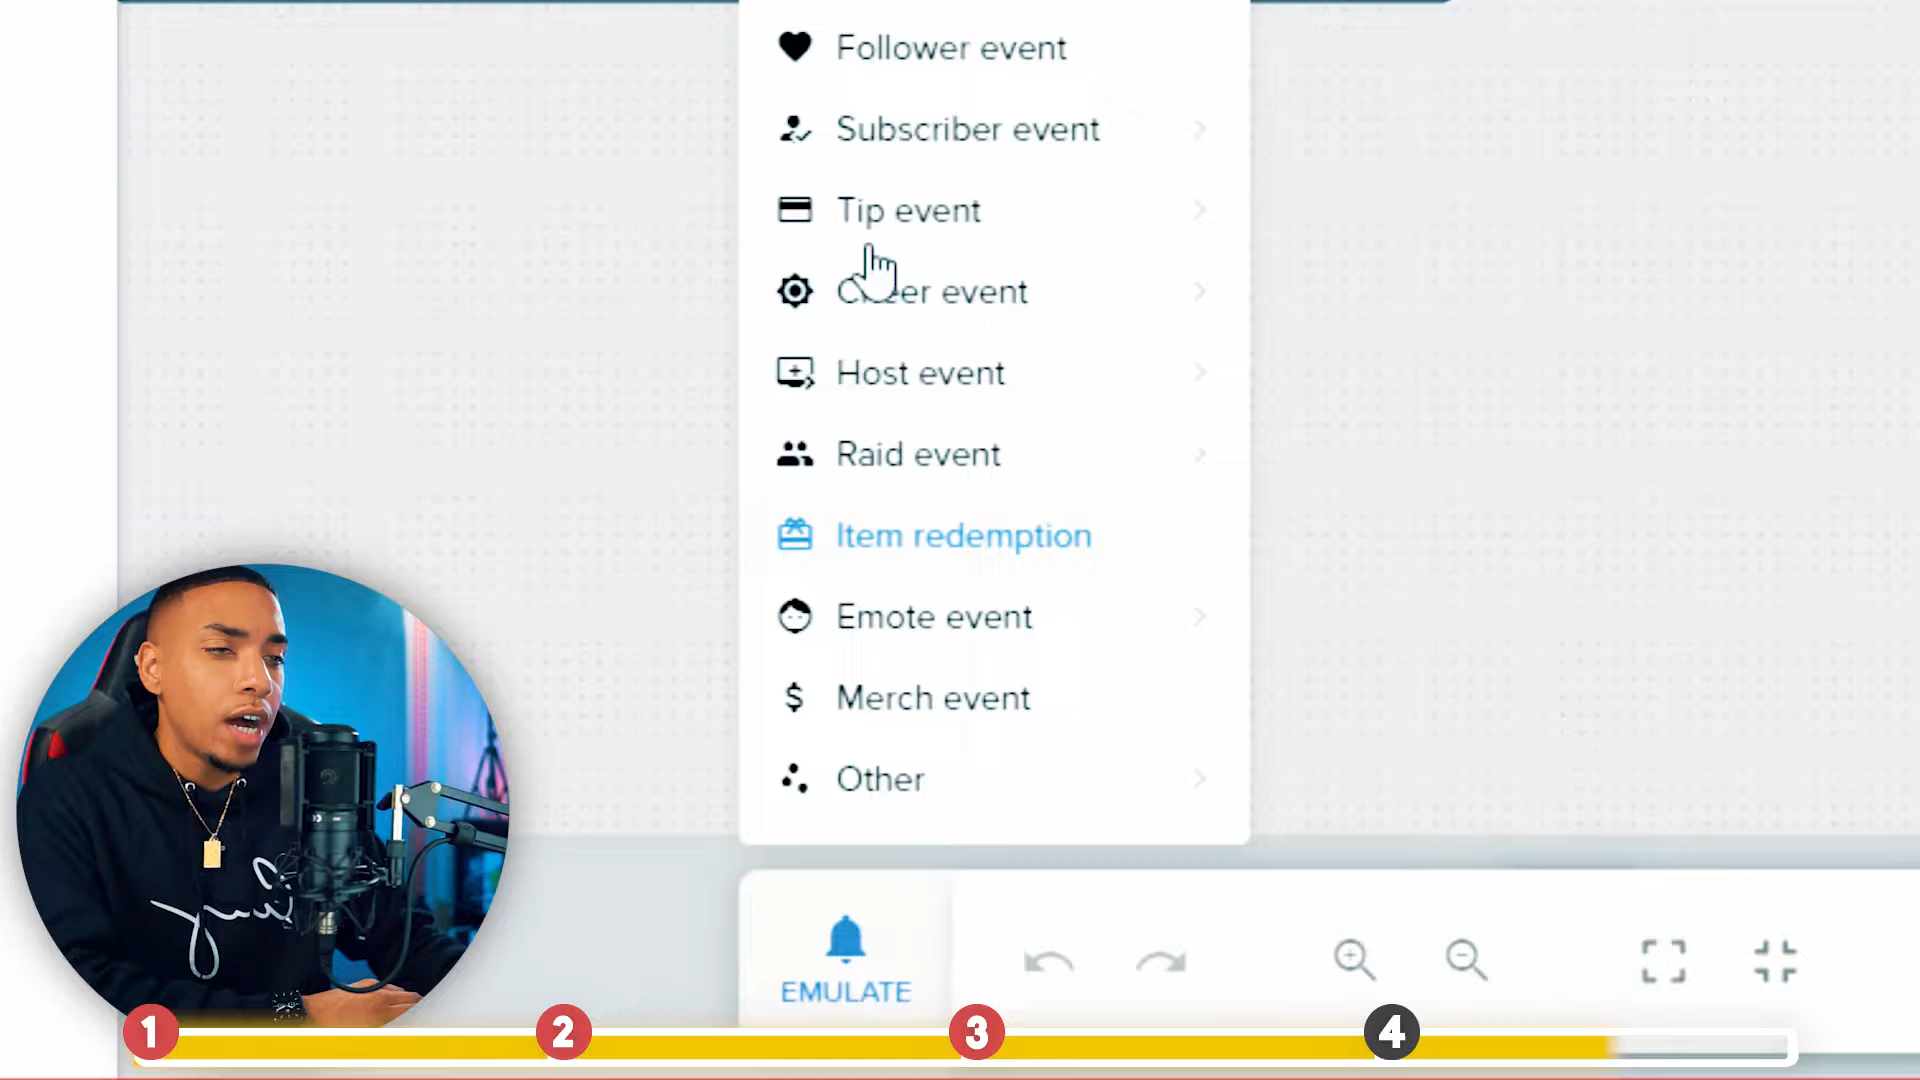 Follower event
Subscriber event
Tip event
Cheer event
Host event
Raid event
Item redemption
Emote event
Merch event
Other
EMULATE
1
2
3
4